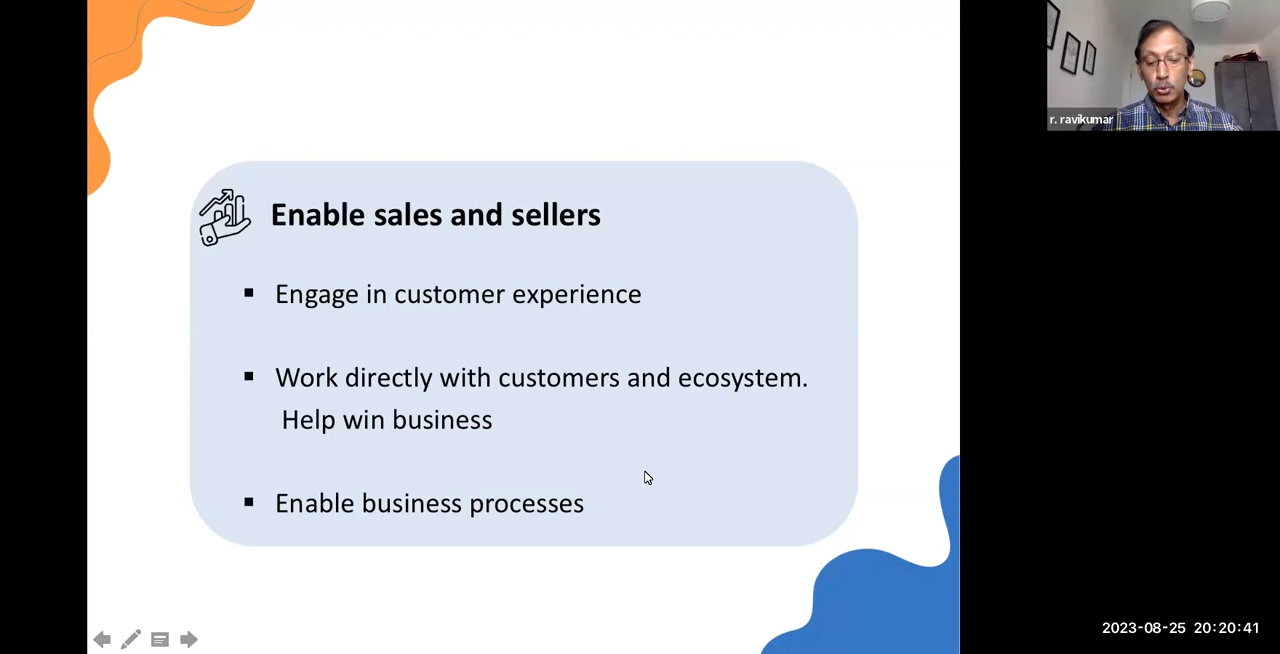 r. ravikumar
Enable sales and sellers
▪ Engage in customer experience
▪ Work directly with customers and ecosystem.
Help win business
▪ Enable business processes
2023-08-25 20:20:41